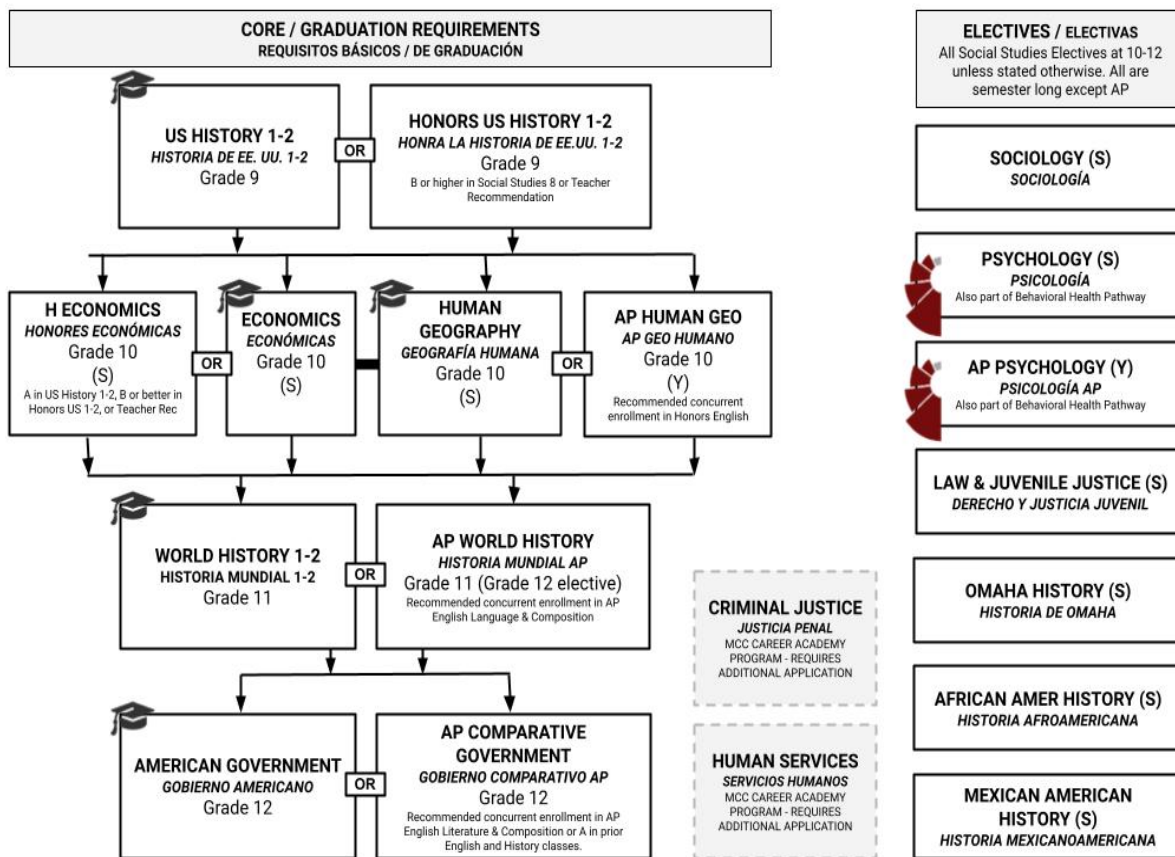 CORE / GRADUATION REQUIREMENTS
REQUISITOS BÁSICOS / DE GRADUACIÓN
US HISTORY 1-2
HISTORIA DE EE. UU. 1-2
Grade 9
OR
HONORS US HISTORY 1-2
HONRA LA HISTORIA DE EE.UU. 1-2
Grade 9
B or higher in Social Studies 8 or Teacher
Recommendation
H ECONOMICS
HONORES ECONÓMICAS
Grade 10
(S)
A in US History 1-2, B or better in
Honors US 1-2, or Teacher Rec
OR
ECONOMICS
ECONÓMICAS
Grade 10
(S)
HUMAN
GEOGRAPHY
GEOGRAFÍA HUMANA
Grade 10
(S)
OR
AP HUMAN GEO
AP GEO HUMANO
Grade 10
(Y)
Recommended concurrent
enrollment in Honors English
WORLD HISTORY 1-2
HISTORIA MUNDIAL 1-2
Grade 11
OR
AP WORLD HISTORY
HISTORIA MUNDIAL AP
Grade 11 (Grade 12 elective)
Recommended concurrent enrollment in AP
English Language & Composition
AMERICAN GOVERNMENT
GOBIERNO AMERICANO
Grade 12
OR
AP COMPARATIVE
GOVERNMENT
GOBIERNO COMPARATIVO AP
Grade 12
Recommended concurrent enrollment in AP
English Literature & Composition or A in prior
English and History classes.
CRIMINAL JUSTICE
JUSTICIA PENAL
MCC CAREER ACADEMY
PROGRAM - REQUIRES
ADDITIONAL APPLICATION
HUMAN SERVICES
SERVICIOS HUMANOS
MCC CAREER ACADEMY
PROGRAM - REQUIRES
ADDITIONAL APPLICATION
ELECTIVES / ELECTIVAS
All Social Studies Electives at 10-12
unless stated otherwise. All are
semester long except AP
SOCIOLOGY (S)
SOCIOLOGÍA
PSYCHOLOGY (S)
PSICOLOGÍA
Also part of Behavioral Health Pathway
AP PSYCHOLOGY (Y)
PSICOLOGÍA AP
Also part of Behavioral Health Pathway
LAW & JUVENILE JUSTICE (S)
DERECHO Y JUSTICIA JUVENIL
OMAHA HISTORY (S)
HISTORIA DE OMAHA
AFRICAN AMER HISTORY (S)
HISTORIA AFROAMERICANA
MEXICAN AMERICAN
HISTORY (S)
HISTORIA MEXICANOAMERICANA